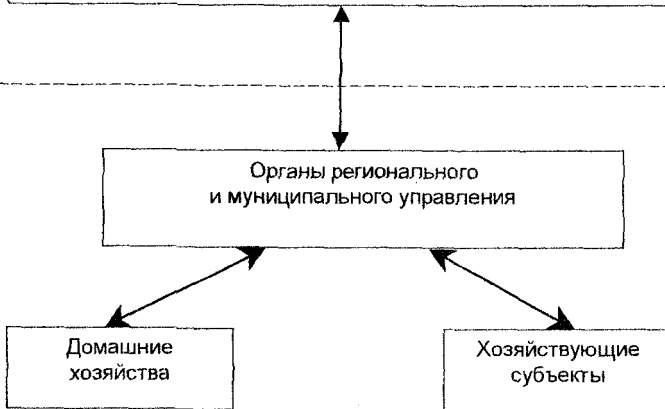 Органы регионального
и муниципального управления
Домашние
хозяйства
Хозяйствующие
субъекты